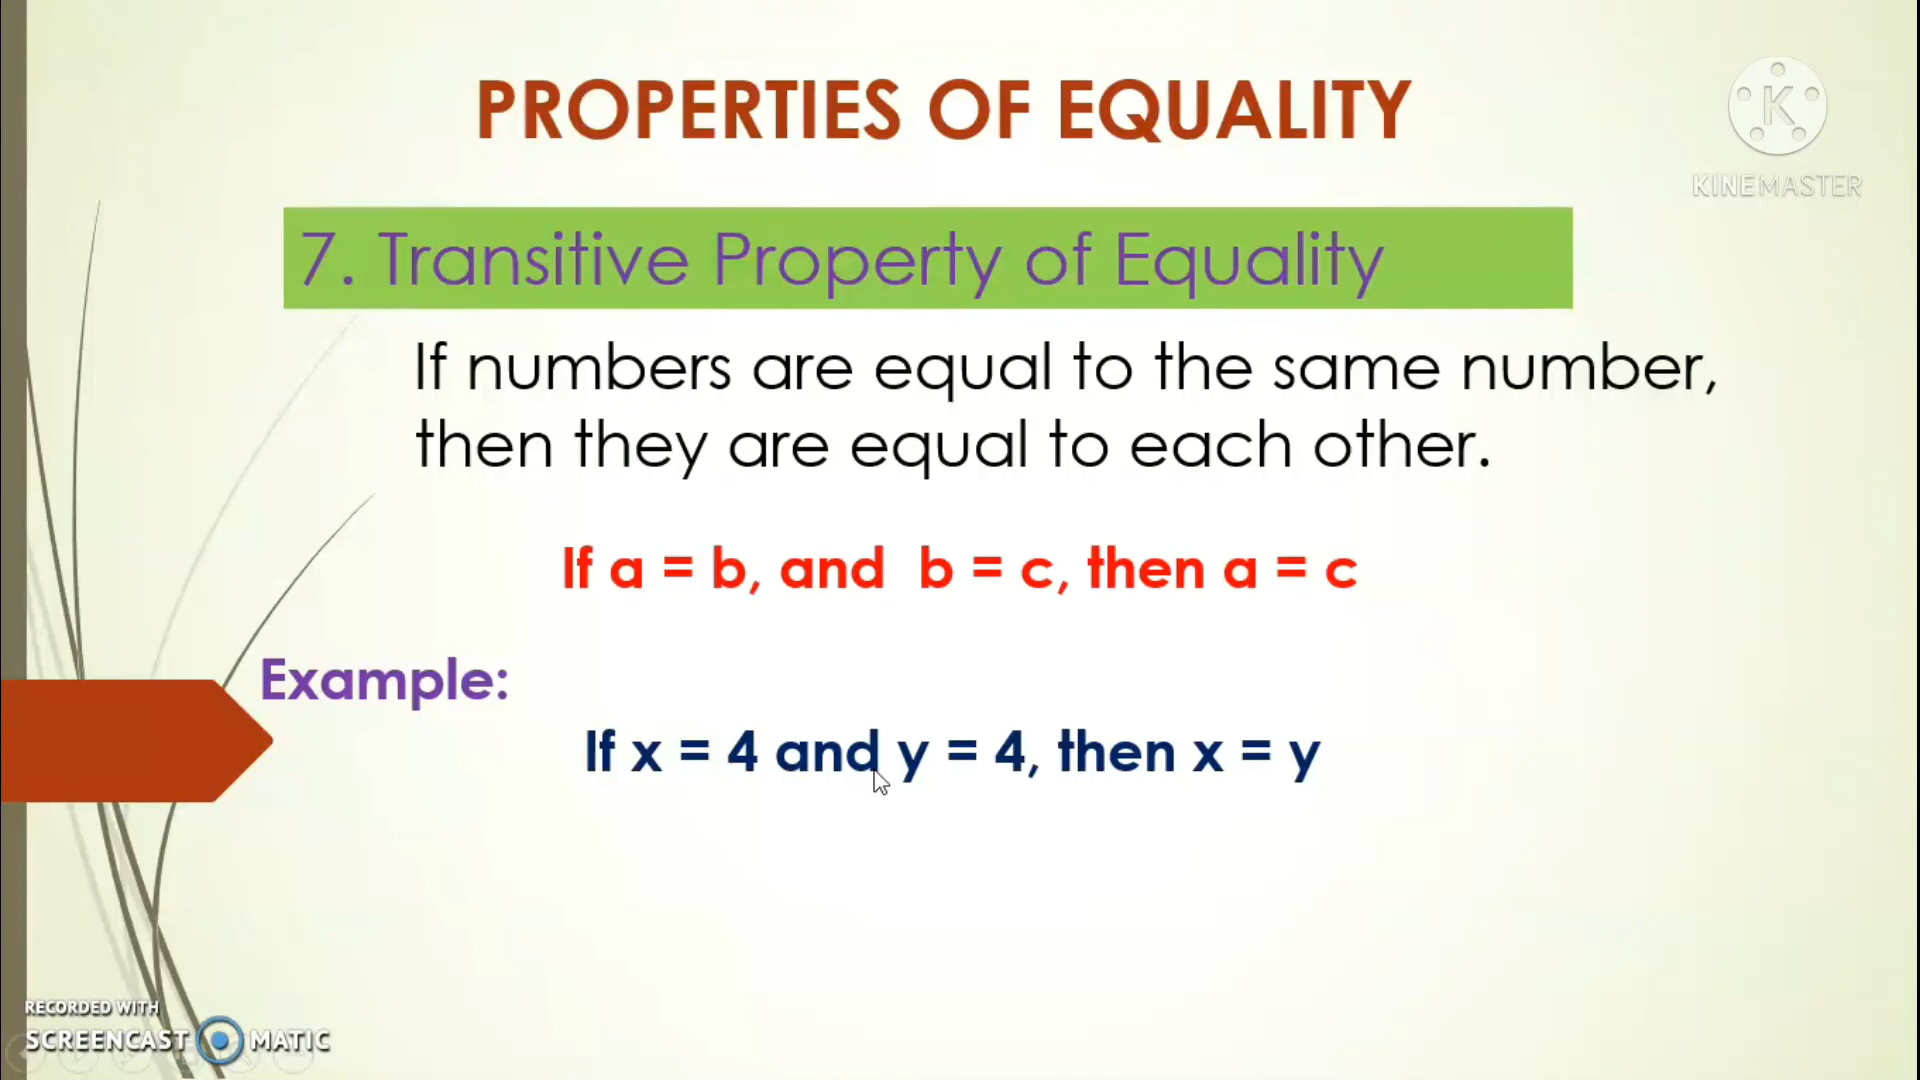 PROPERTIES OF EQUALITY
K
KINEMASTER
7. Transitive Property of Equality
If numbers are equal to the same number,
then they are equal to each other.
If a = b, and b = c, then a = c
Example:
If x = 4 and y = 4, then x = y
RECORDED WITH
SCREENCAST MATIC